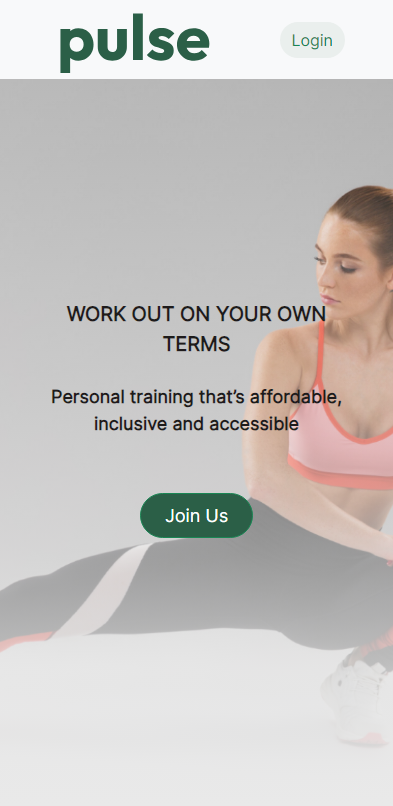 pulse
Login
WORK OUT ON YOUR OWN
TERMS
Personal training that's affordable,
inclusive and accessible
Join Us